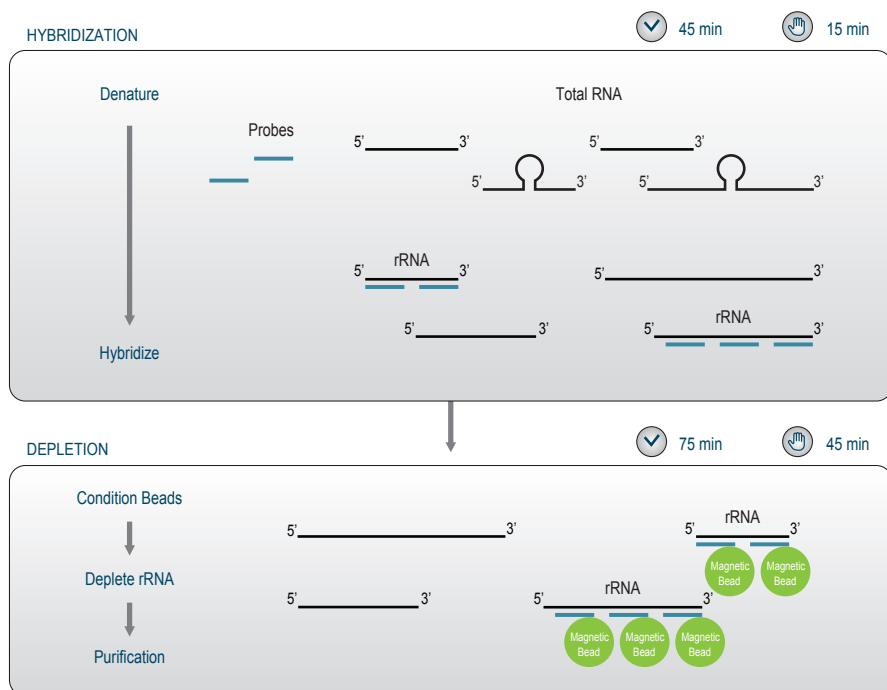 HYBRIDIZATION
45 min
15 min
Denature
Total RNA
Probes
5’
3’
5’
3’
5’
3’
5’
3’
rRNA
5’
3’
5’
3’
rRNA
5’
3’
5’
3’
Hybridize
DEPLETION
75 min
45 min
Condition Beads
rRNA
5’
3’
5’
3’
Magnetic
Bead
Magnetic
Bead
Deplete rRNA
rRNA
5’
3’
5’
3’
Magnetic
Bead
Magnetic
Bead
Magnetic
Bead
Purification